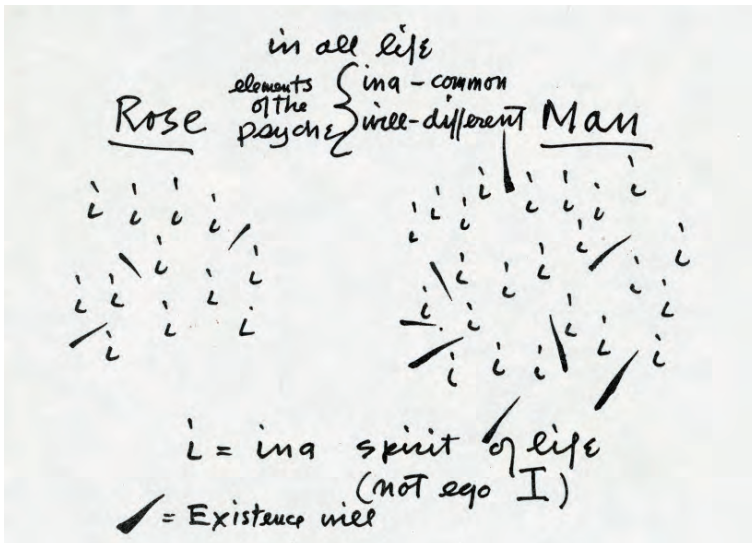 in all life
elements of the psyche { ina - common
will - different
Rose
Man
i i i i i i i i i i i i i
i i i i i i i i i i i i i i i i i i i i i i i i i
i = ina spirit of life
(not ego I)
= Existence will